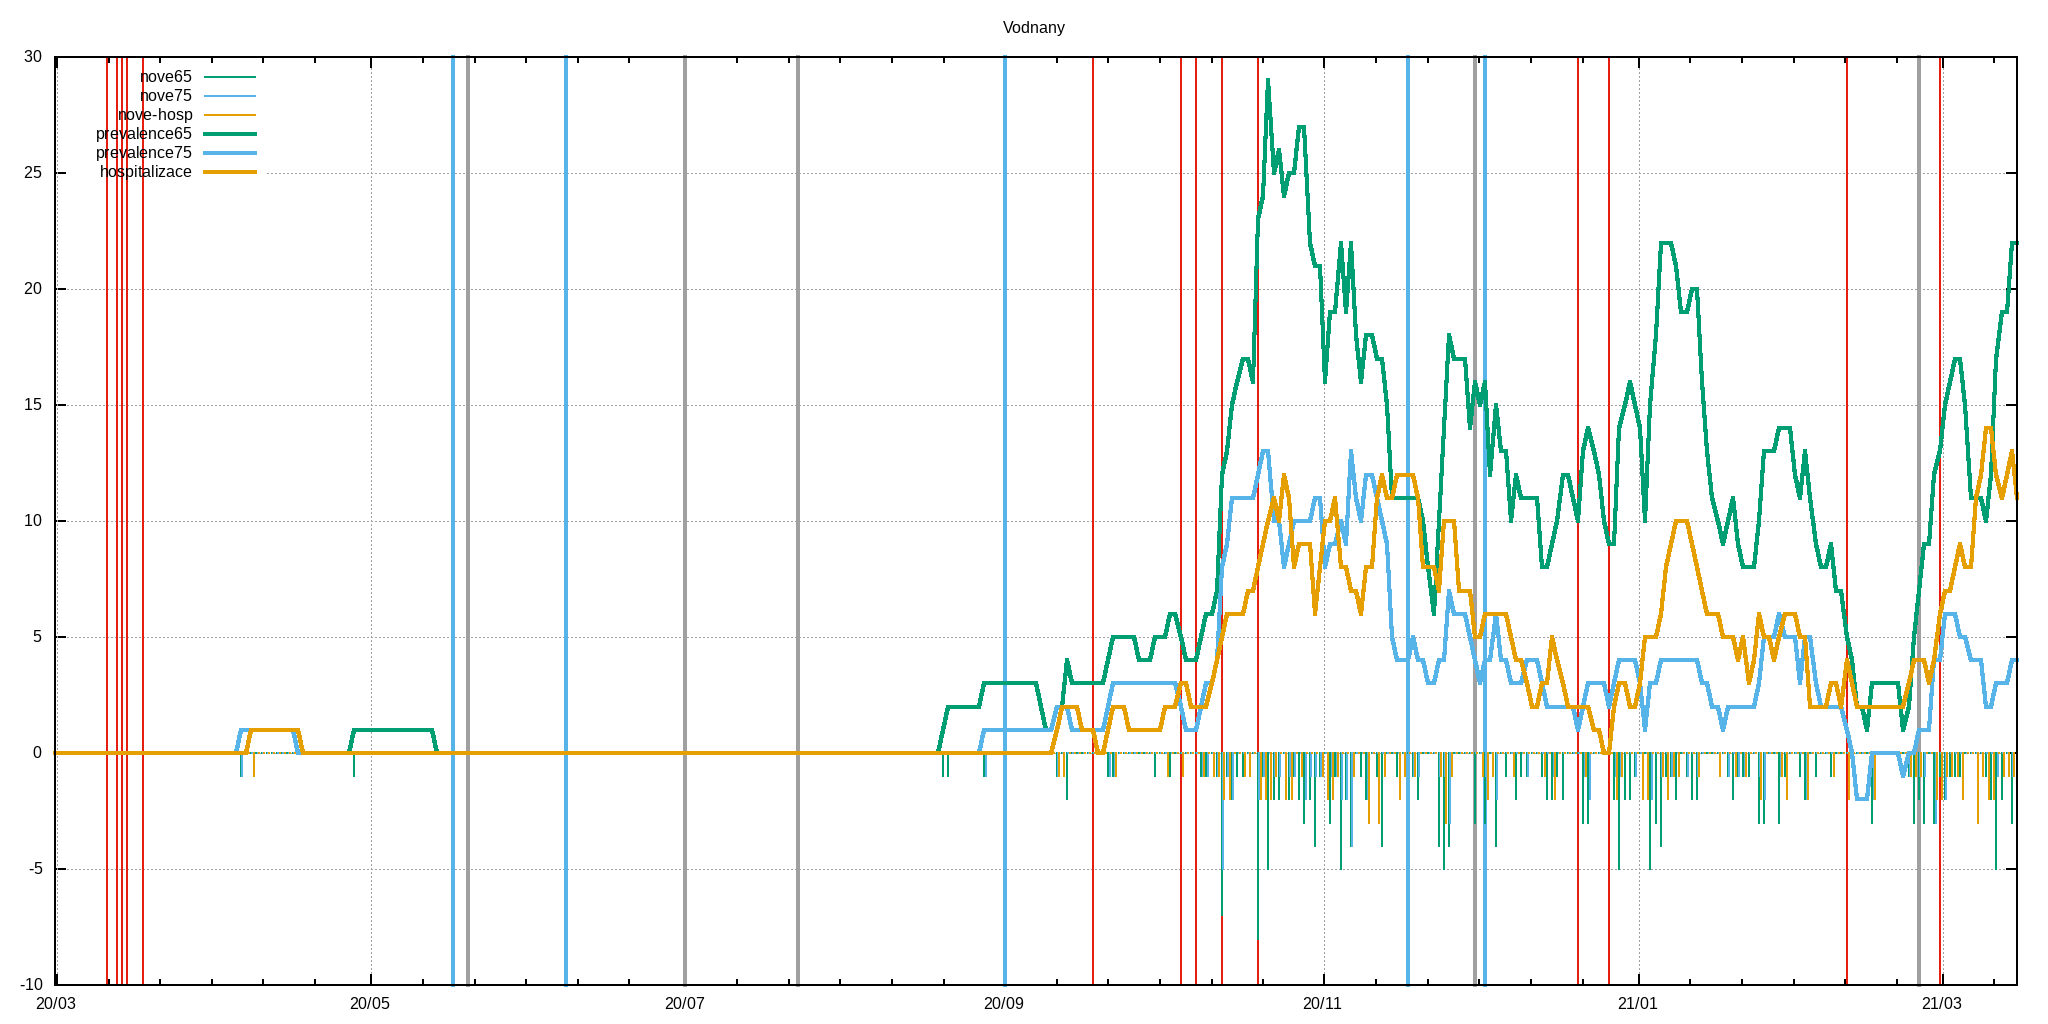 Vodnany
30
nove65
nove75
nove-hosp
prevalence65
prevalence75
hospitalizace
25
20
15
10
5
0
-5
-10
20/03 20/05 20/07 20/09 20/11 21/01 21/03